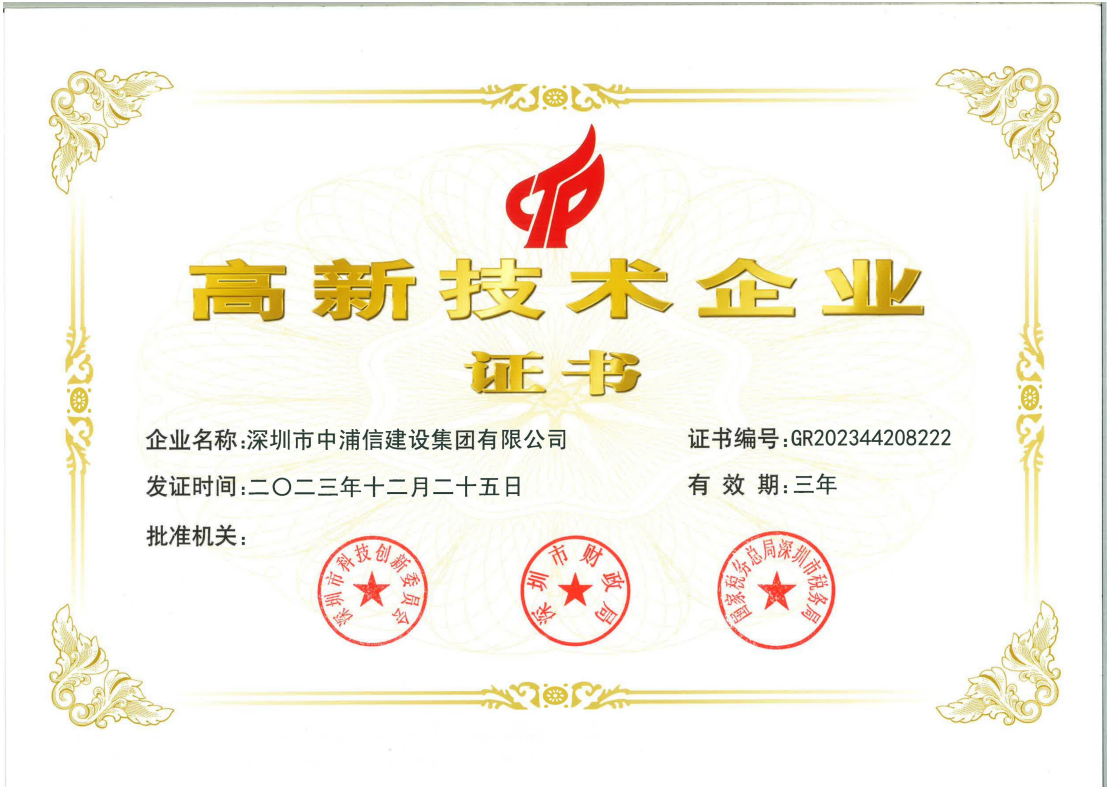 高新技术企业
证书
企业名称:深圳市中浦信建设集团有限公司
证书编号:GR202344208222
发证时间:二〇二三年十二月二十五日
有效期:三年
批准机关:
深圳市科技创新委员会
深圳市财政局
国家税务总局深圳市税务局